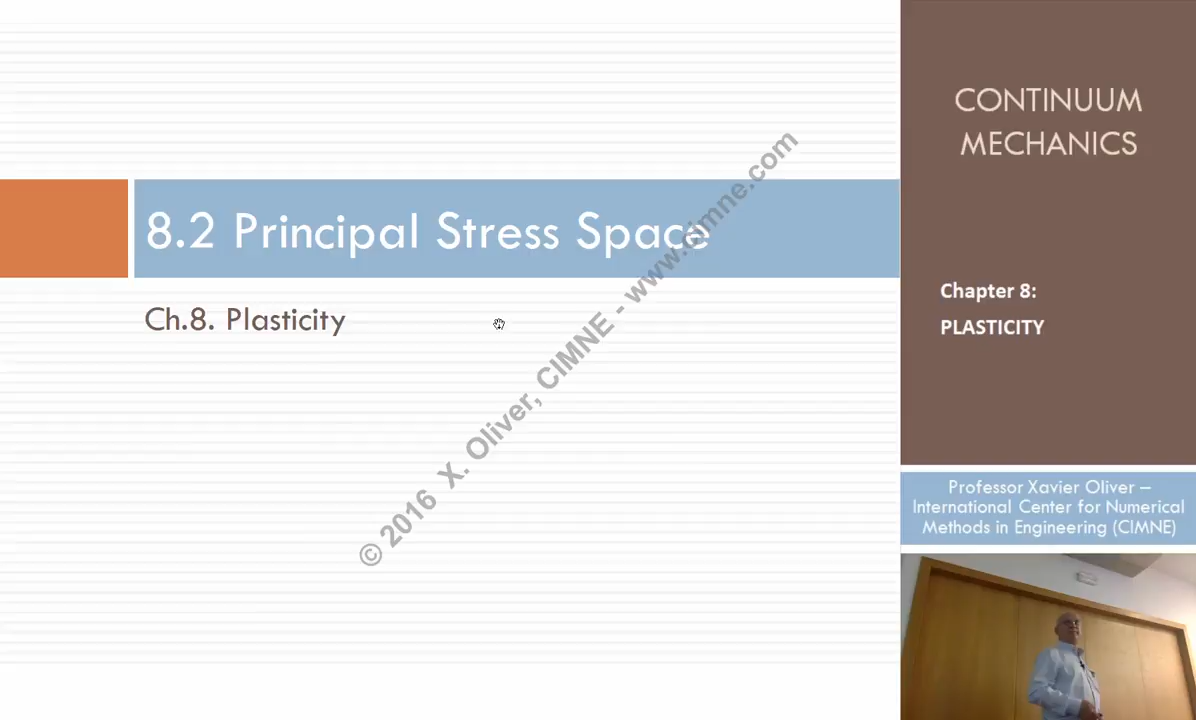 8.2 Principal Stress Space
Ch.8. Plasticity
© 2016 X. Oliver, CIMNE - www.cimne.com
CONTINUUM
MECHANICS
Chapter 8:
PLASTICITY
Professor Xavier Oliver –
International Center for Numerical
Methods in Engineering (CIMNE)